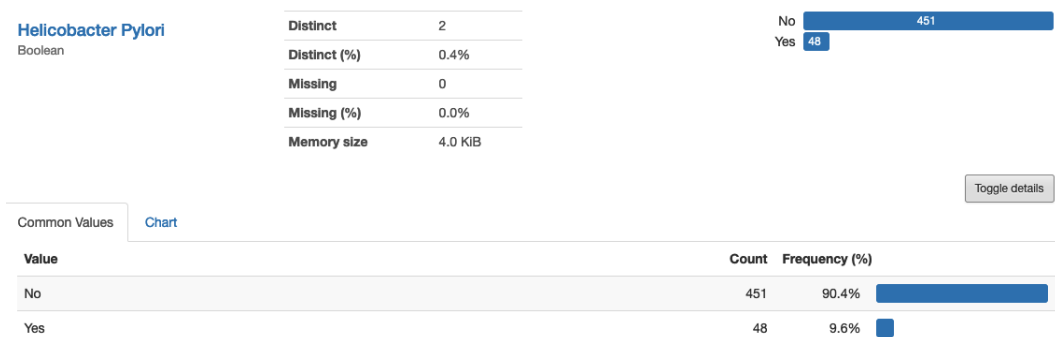 Helicobacter Pylori
Boolean
Distinct 2
Distinct (%) 0.4%
Missing 0
Missing (%) 0.0%
Memory size 4.0 KiB
No 451
Yes 48
Toggle details
Common Values Chart
Value Count Frequency (%)
No 451 90.4%
Yes 48 9.6%